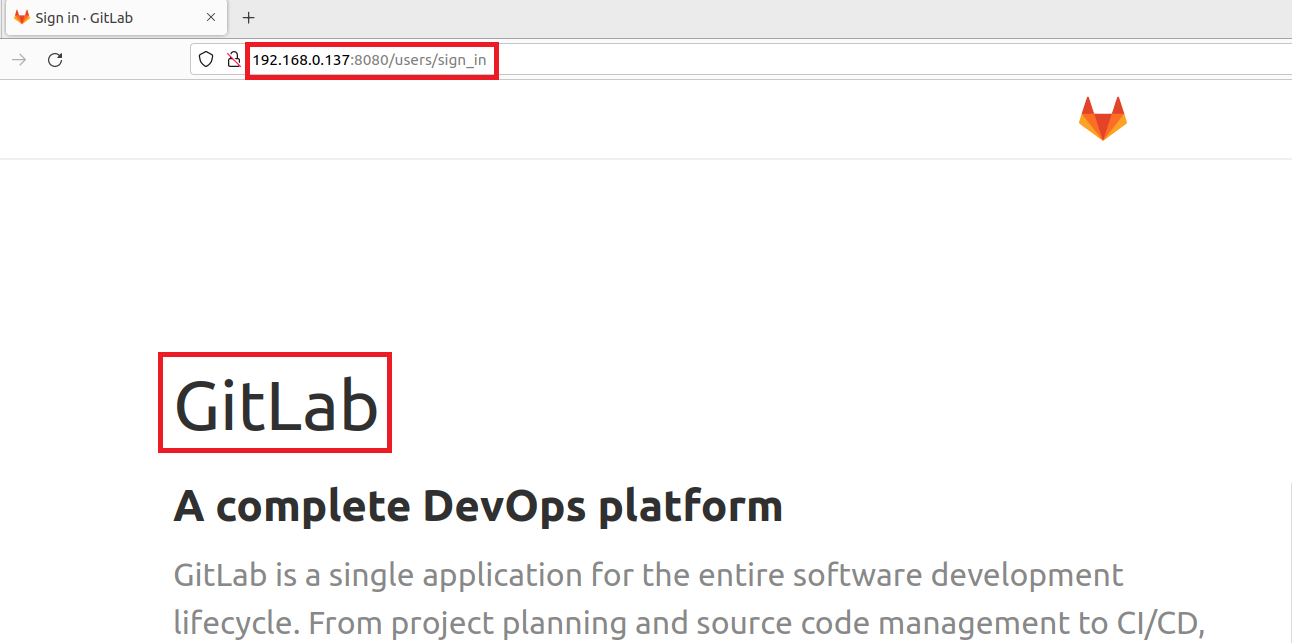 Sign in · GitLab
192.168.0.137:8080/users/sign_in
GitLab
A complete DevOps platform
GitLab is a single application for the entire software development
lifecycle. From project planning and source code management to CI/CD,